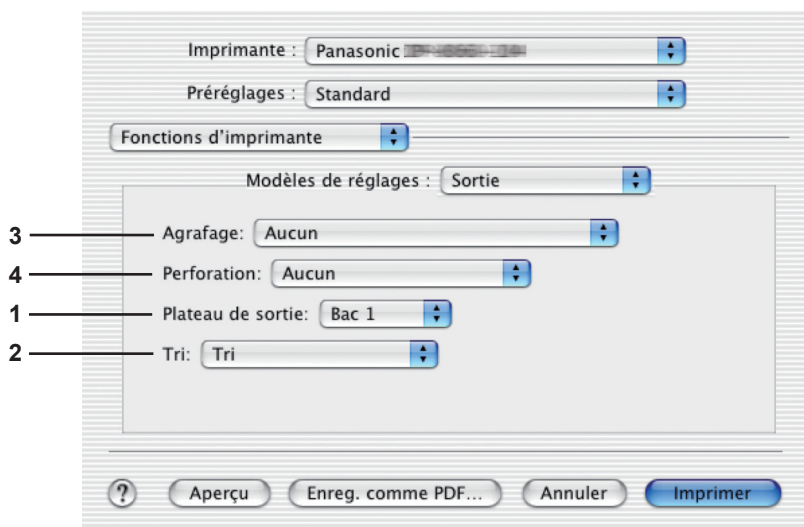 Imprimante : Panasonic
Préréglages : Standard
Fonctions d'imprimante
Modèles de réglages : Sortie
3 Agrafage: Aucun
4 Perforation: Aucun
1 Plateau de sortie: Bac 1
2 Tri: Tri
? Aperçu Enreg. comme PDF... Annuler Imprimer